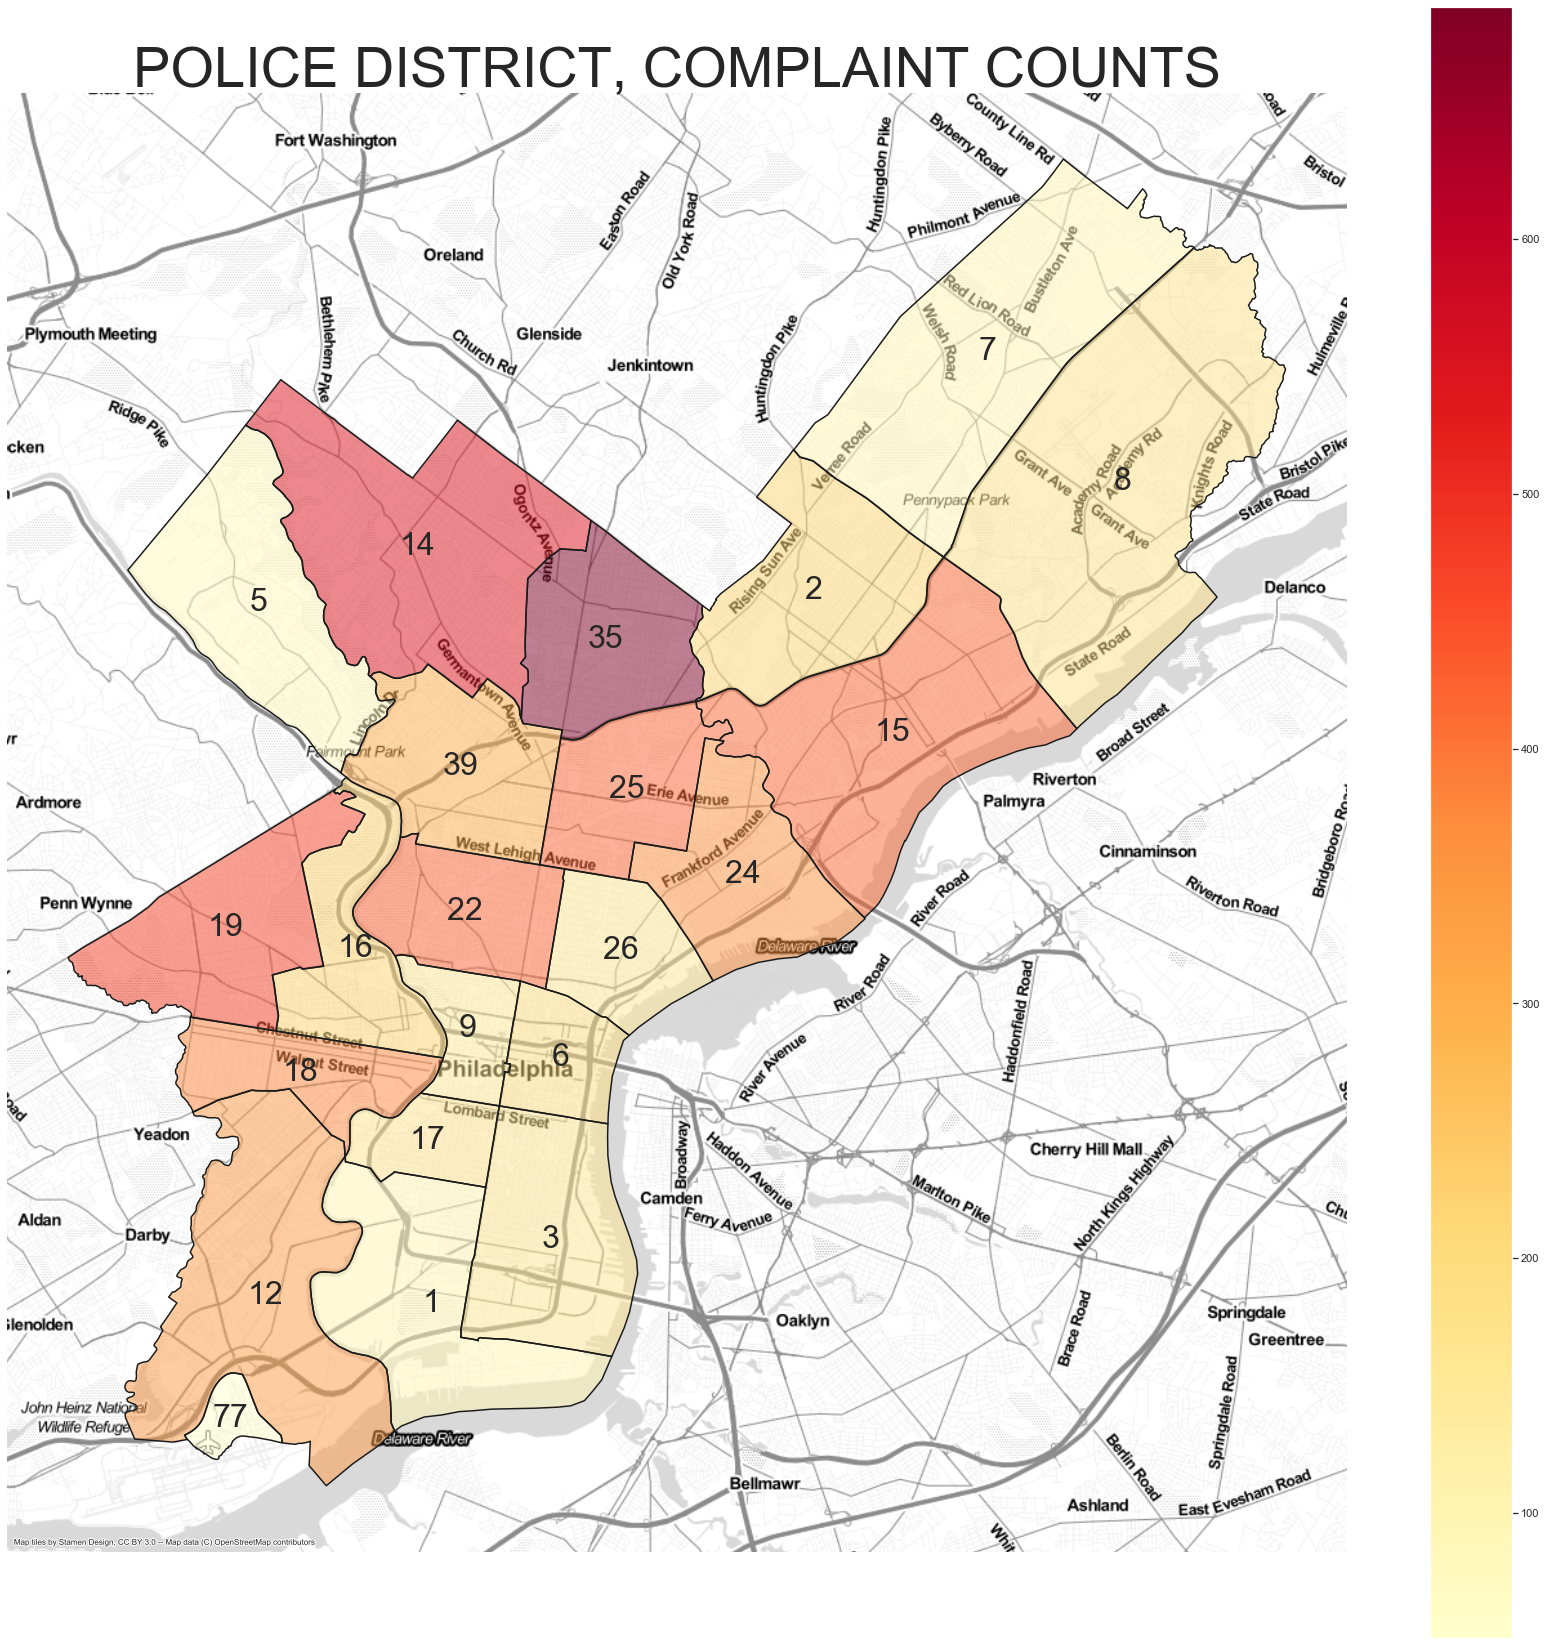 POLICE DISTRICT, COMPLAINT COUNTS
Fort Washington
County Line Rd
Byberry Road
Huntingdon Pike
Philmont Avenue
Bristol
Easton Road
Old York Road
Oreland
Bustleton Ave
Red Lion Road
Welsh Road
7
600
Plymouth Meeting
Bethlehem Pike
Church Rd
Glenside
Jenkintown
Huntingdon Pike
Ridge Pike
Verree Road
Grant Ave
Academy Road
Academy Rd
Knights Road
8
Bristol Pike
State Road
500
Pennypack Park
Grant Ave
Ogontz Avenue
14
5
35
Rising Sun Ave
2
Delanco
State Road
Germantown Avenue
Lincoln Dr
Fairmount Park
39
25
Erie Avenue
15
Broad Street
400
Riverton
Palmyra
Ardmore
West Lehigh Avenue
Frankford Avenue
24
Cinnaminson
Riverton Road
Penn Wynne
19
22
16
26
Delaware River
River Road
River Road
Haddonfield Road
300
9
6
Chestnut Street
Walnut Street
18
Philadelphia
River Avenue
Lombard Street
17
Yeadon
Broadway
Haddon Avenue
Cherry Hill Mall
North Kings Highway
Camden
Ferry Avenue
Marlton Pike
Aldan
Darby
3
200
12
1
Oaklyn
Brace Road
Springdale
Greentree
John Heinz National
Wildlife Refuge
77
Delaware River
Springdale Road
Bellmawr
Berlin Road
Ashland
East Evesham Road
100
Map tiles by Stamen Design, CC BY 3.0 -- Map data (C) OpenStreetMap contributors